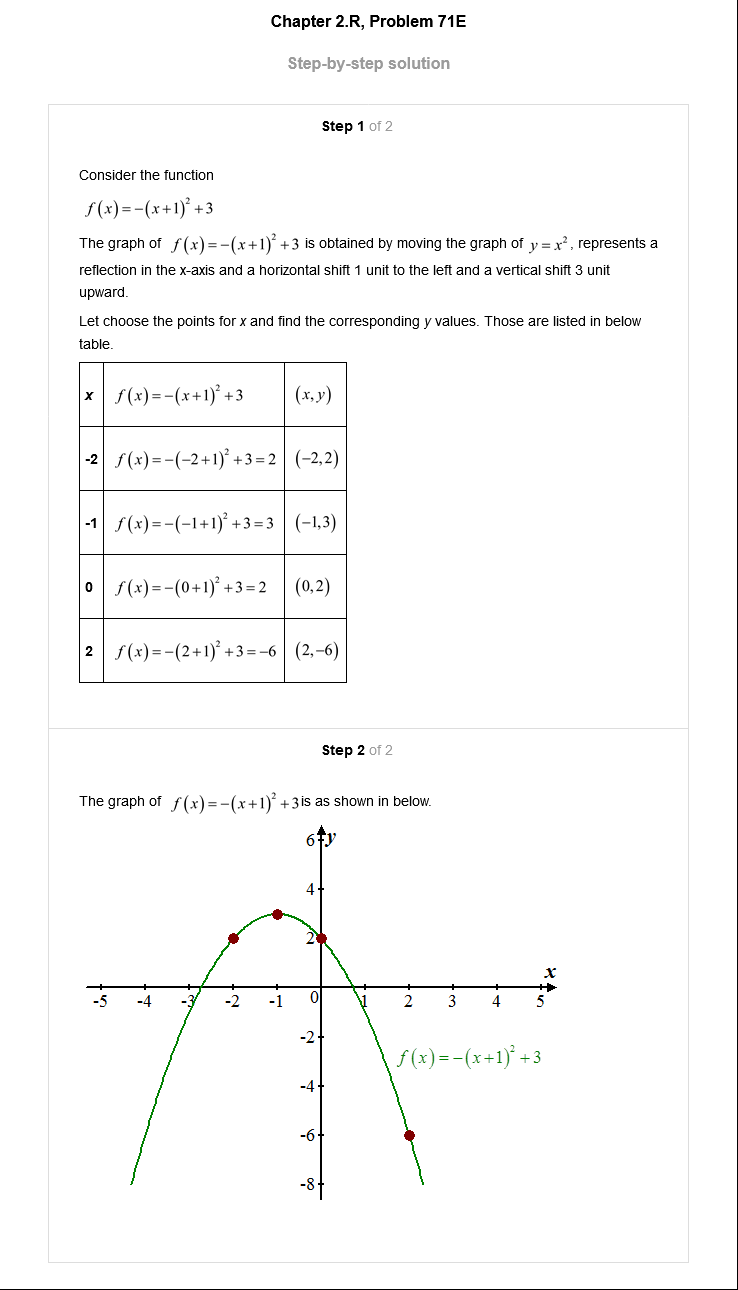 Chapter 2.R, Problem 71E
Step-by-step solution
Step 1 of 2
Consider the function
f(x)=−(x+1)²+3
The graph of f(x)=−(x+1)²+3 is obtained by moving the graph of y=x², represents a
reflection in the x-axis and a horizontal shift 1 unit to the left and a vertical shift 3 unit
upward.
Let choose the points for x and find the corresponding y values. Those are listed in below
table.
x f(x)=−(x+1)²+3 (x,y)
-2 f(x)=−(−2+1)²+3=2 (−2,2)
-1 f(x)=−(−1+1)²+3=3 (−1,3)
0 f(x)=−(0+1)²+3=2 (0,2)
2 f(x)=−(2+1)²+3=−6 (2,−6)
Step 2 of 2
The graph of f(x)=−(x+1)²+3is as shown in below.
6 y
4
2
x
-5 -4 -3 -2 -1 0 1 2 3 4 5
-2
f(x)=−(x+1)²+3
-4
-6
-8